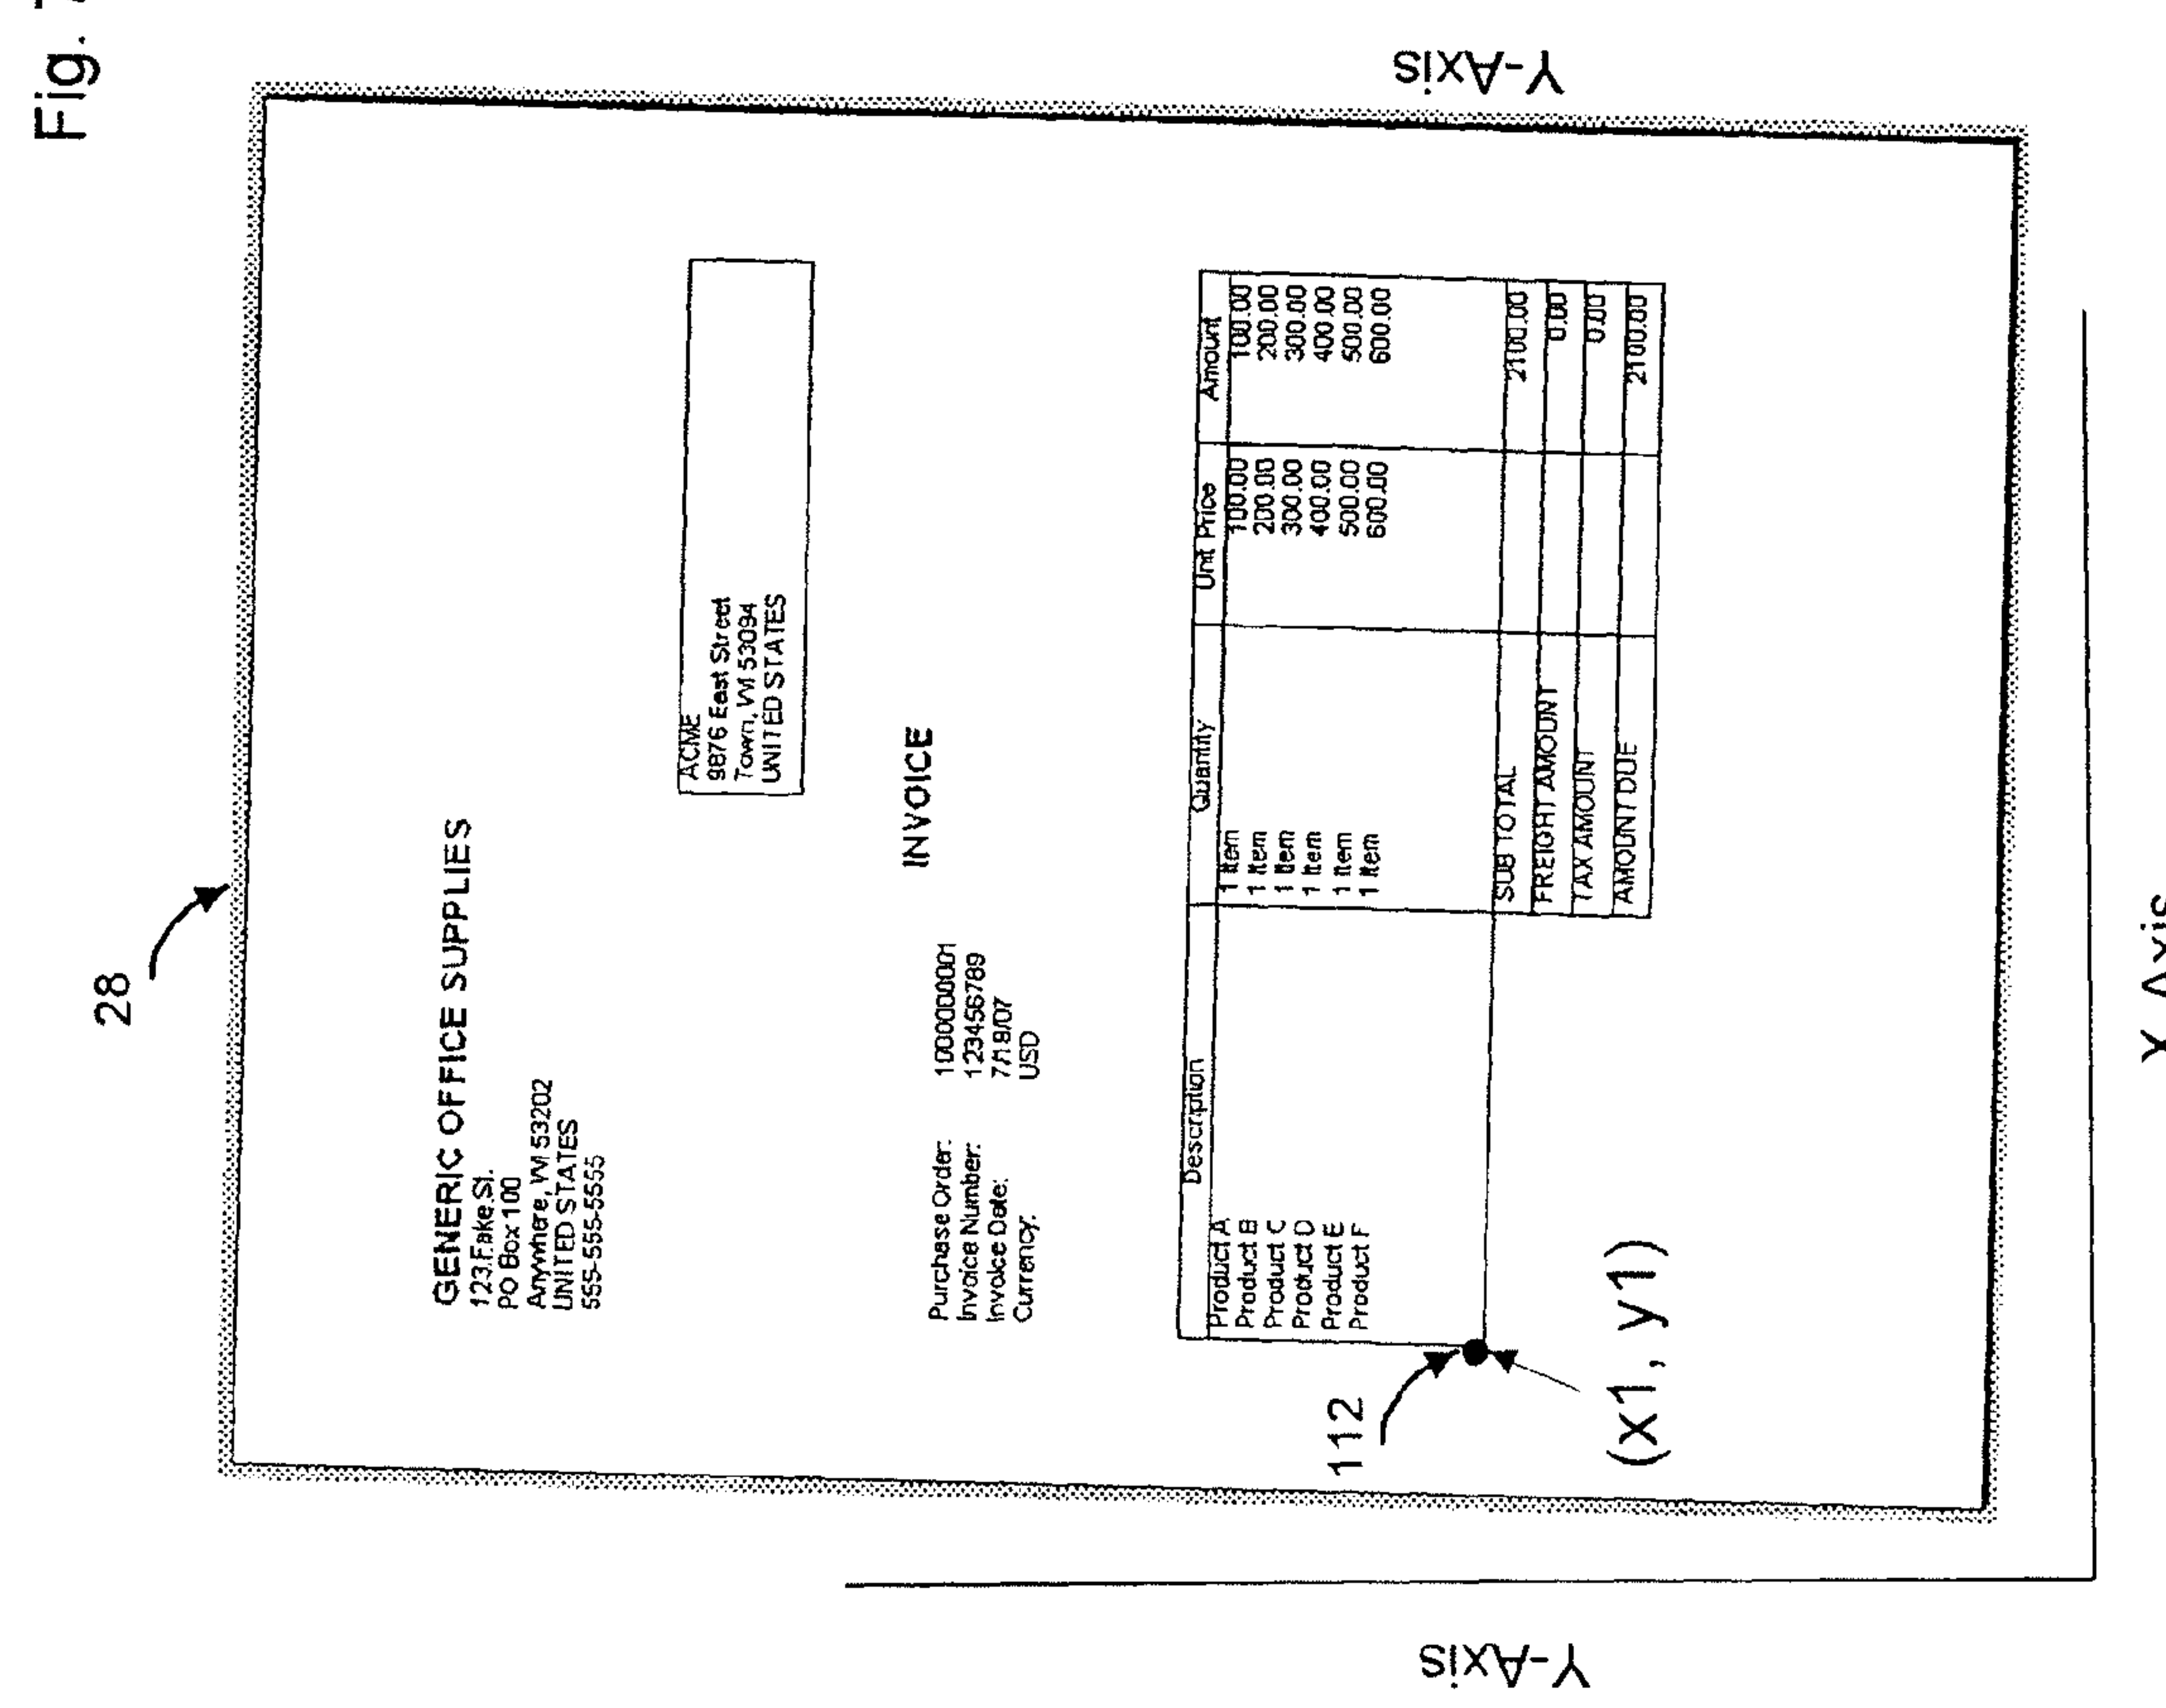 Fig. 7
28
GENERIC OFFICE SUPPLIES
123 Fake St.
PO Box 100
Anywhere, WI 53202
UNITED STATES
555-555-5555
ACME
9876 East Street
Town, WI 53094
UNITED STATES
INVOICE
Purchase Order: 1000000001
Invoice Number: 123456789
Invoice Date: 7/19/07
Currency: USD
Description Quantity Unit Price Amount
Product A 1 Item 100.00 100.00
Product B 1 Item 200.00 200.00
Product C 1 Item 300.00 300.00
Product D 1 Item 400.00 400.00
Product E 1 Item 500.00 500.00
Product F 1 Item 600.00 600.00
SUB TOTAL 2100.00
FREIGHT AMOUNT 0.00
TAX AMOUNT 0.00
AMOUNT DUE 2100.00
112
(x1, y1)
Y-Axis
Y-Axis
X-Axis